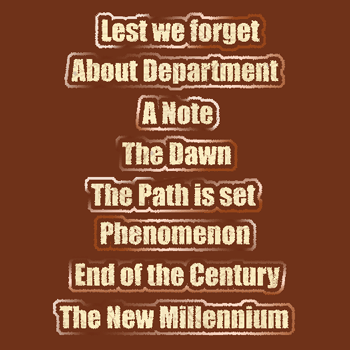 Lest we forget
About Department
A Note
The Dawn
The Path is set
Phenomenon
End of the Century
The New Millennium